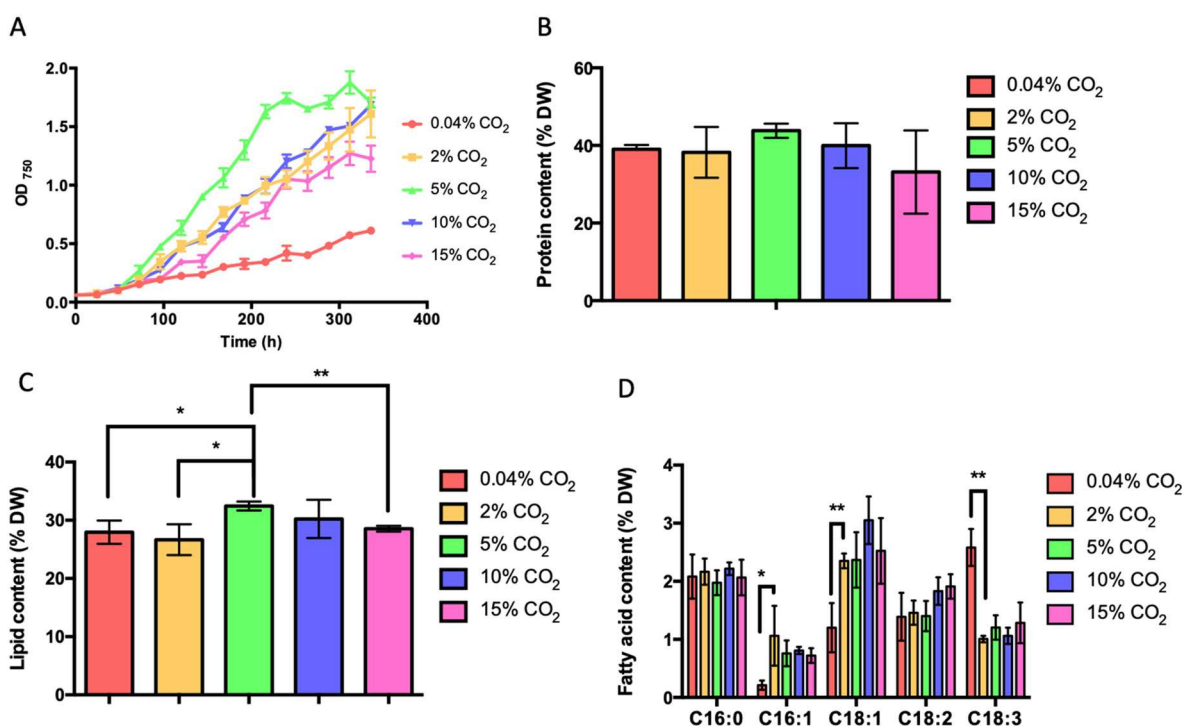 A
2.0
1.5
1.0
0.5
0.0
OD 750
0 100 200 300 400
Time (h)
0.04% CO2
2% CO2
5% CO2
10% CO2
15% CO2
B
60
40
20
0
Protein content (% DW)
0.04% CO2
2% CO2
5% CO2
10% CO2
15% CO2
C
**
*
*
40
30
20
10
0
Lipid content (% DW)
0.04% CO2
2% CO2
5% CO2
10% CO2
15% CO2
D
4
3
2
1
0
Fatty acid content (% DW)
*
**
**
C16:0 C16:1 C18:1 C18:2 C18:3
0.04% CO2
2% CO2
5% CO2
10% CO2
15% CO2